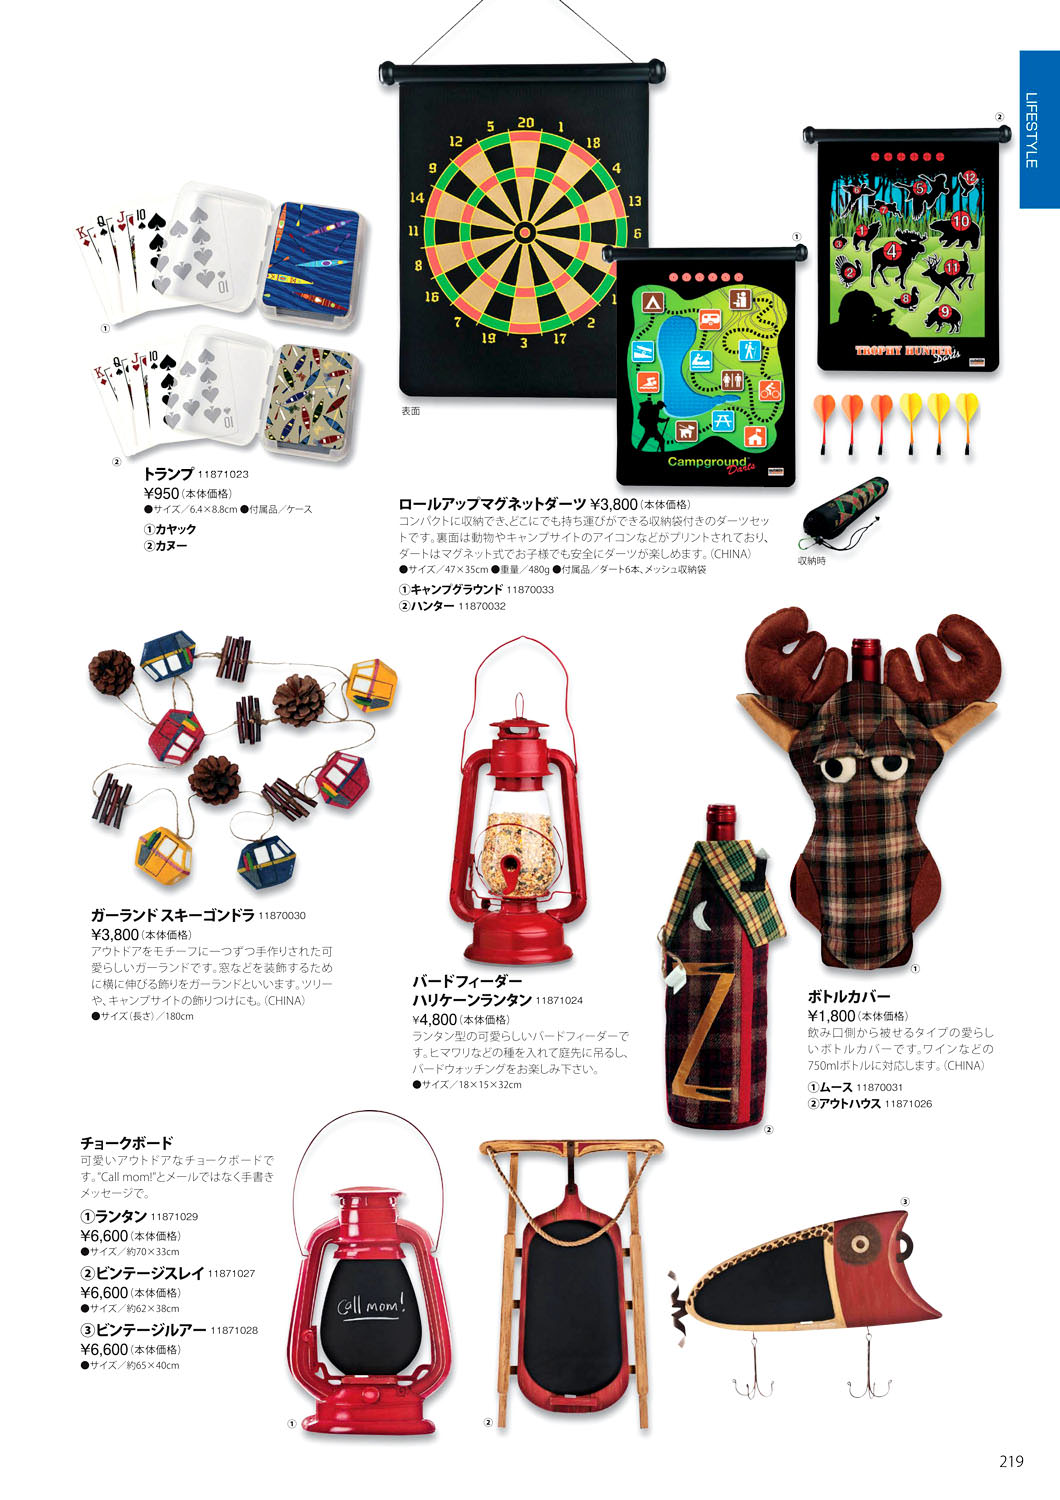 LIFESTYLE
①
②
トランプ 11871023
¥950(本体価格)
●サイズ/6.4×8.8cm ●付属品/ケース
①カヤック
②カヌー
表面
①
②
20 1 18 4 13 6
2 17 3 19 7 16 8 11 14 9 12 5
Campground
Darts
TROPHY HUNTER
Darts
収納時
ロールアップマグネットダーツ ¥3,800(本体価格)
コンパクトに収納でき、どこにでも持ち運びができる収納袋付きのダーツセッ
トです。裏面は動物やキャンプサイトのアイコンなどがプリントされており、
ダートはマグネット式でお子様でも安全にダーツが楽しめます。(CHINA)
●サイズ/47×35cm ●重量/480g ●付属品/ダート6本、メッシュ収納袋
①キャンプグラウンド 11870033
②ハンター 11870032
ガーランド スキーゴンドラ 11870030
¥3,800(本体価格)
アウトドアをモチーフに一つずつ手作りされた可
愛らしいガーランドです。窓などを装飾するため
に横に伸びる飾りをガーランドといいます。ツリー
や、キャンプサイトの飾りつけにも。(CHINA)
●サイズ(長さ)/180cm
バードフィーダー
ハリケーンランタン 11871024
¥4,800(本体価格)
ランタン型の可愛らしいバードフィーダーで
す。ヒマワリなどの種を入れて庭先に吊るし、
バードウォッチングをお楽しみ下さい。
●サイズ/18×15×32cm
①
②
ボトルカバー
¥1,800(本体価格)
飲み口側から被せるタイプの愛らし
いボトルカバーです。ワインなどの
750mlボトルに対応します。(CHINA)
①ムース 11870031
②アウトハウス 11871026
チョークボード
可愛いアウトドアなチョークボードで
す。"Call mom!"とメールではなく手書き
メッセージで。
①ランタン 11871029
¥6,600(本体価格)
●サイズ/約70×33cm
②ビンテージスレイ 11871027
¥6,600(本体価格)
●サイズ/約62×38cm
③ビンテージルアー 11871028
¥6,600(本体価格)
●サイズ/約65×40cm
Call mom!
①
②
③
219